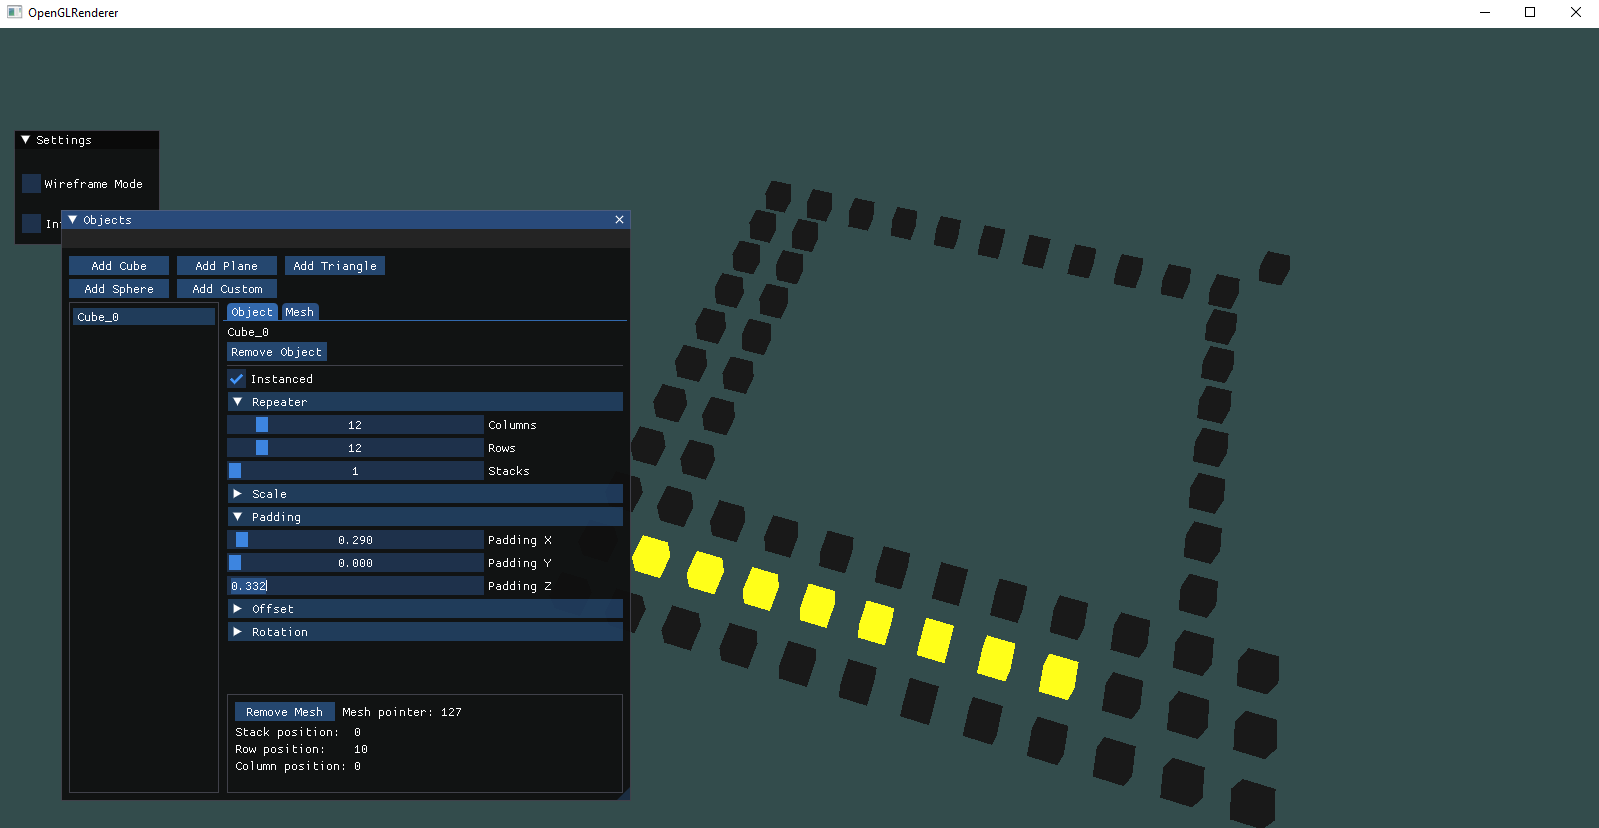 OpenGLRenderer
Settings
Wireframe Mode
Objects
Add Cube Add Plane Add Triangle
Add Sphere Add Custom
Cube_0
Object Mesh
Cube_0
Remove Object
Instanced
Repeater
12 Columns
12 Rows
1 Stacks
Scale
Padding
0.290 Padding X
0.000 Padding Y
0.332 Padding Z
Offset
Rotation
Remove Mesh Mesh pointer: 127
Stack position: 0
Row position: 10
Column position: 0